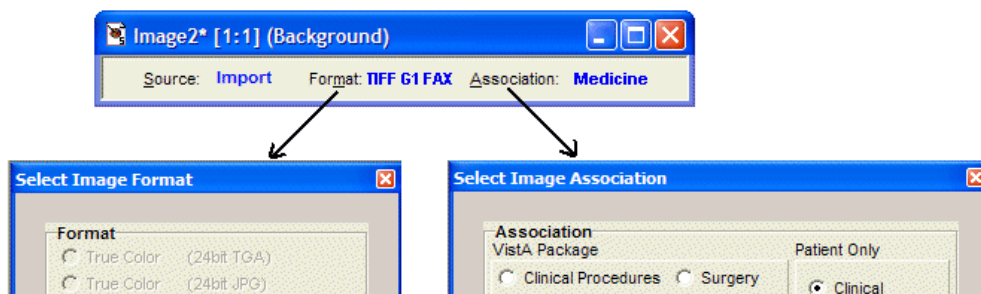 Image2* [1:1] (Background)
Source: Import Format: TIFF G1 FAX Association: Medicine
Select Image Format
Format
True Color (24bit TGA)
True Color (24bit JPG)
Select Image Association
Association
VistA Package Patient Only
Clinical Procedures Surgery Clinical